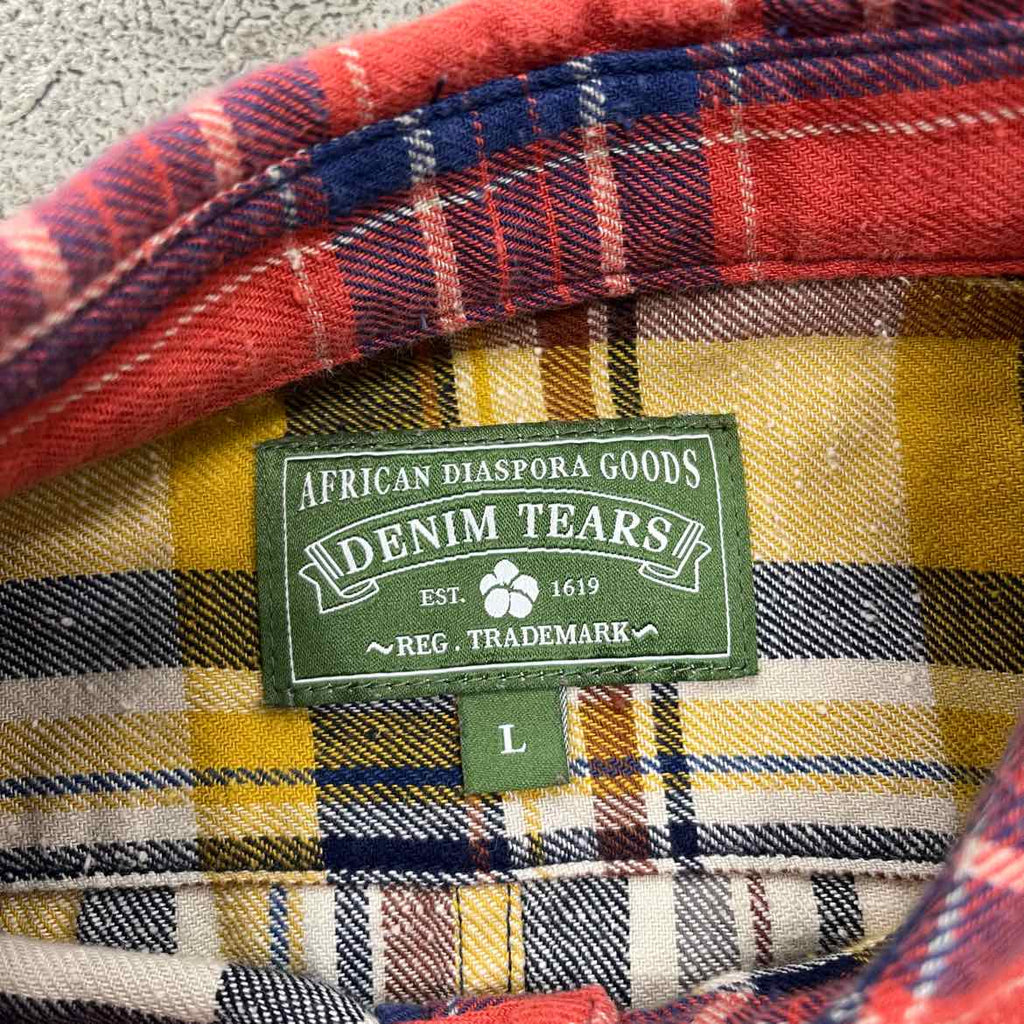 AFRICAN DIASPORA GOODS
DENIM TEARS
EST. 1619
~REG. TRADEMARK~
L